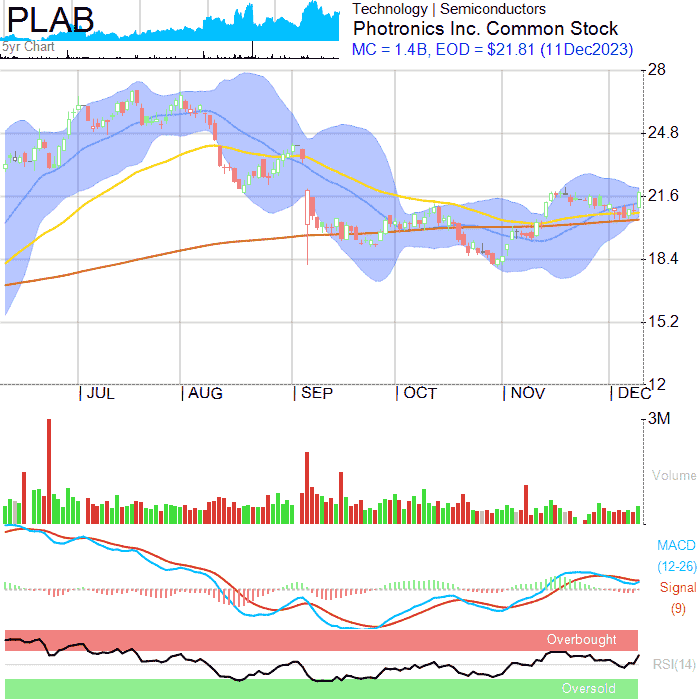 PLAB
5yr Chart
Technology | Semiconductors
Photronics Inc. Common Stock
MC = 1.4B, EOD = $21.81 (11Dec2023)
28
24.8
21.6
18.4
15.2
12
JUL AUG SEP OCT NOV DEC
3M
Volume
MACD
(12-26)
Signal
(9)
Overbought
RSI(14)
Oversold